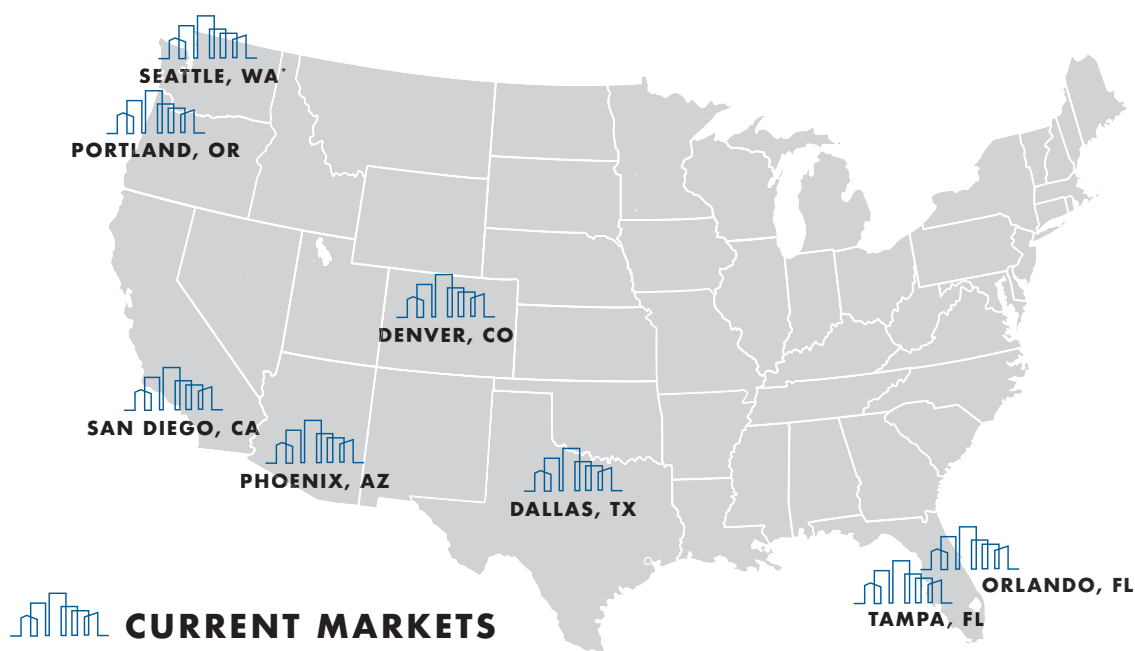 SEATTLE, WA*
PORTLAND, OR
DENVER, CO
SAN DIEGO, CA
PHOENIX, AZ
DALLAS, TX
ORLANDO, FL
TAMPA, FL
CURRENT MARKETS